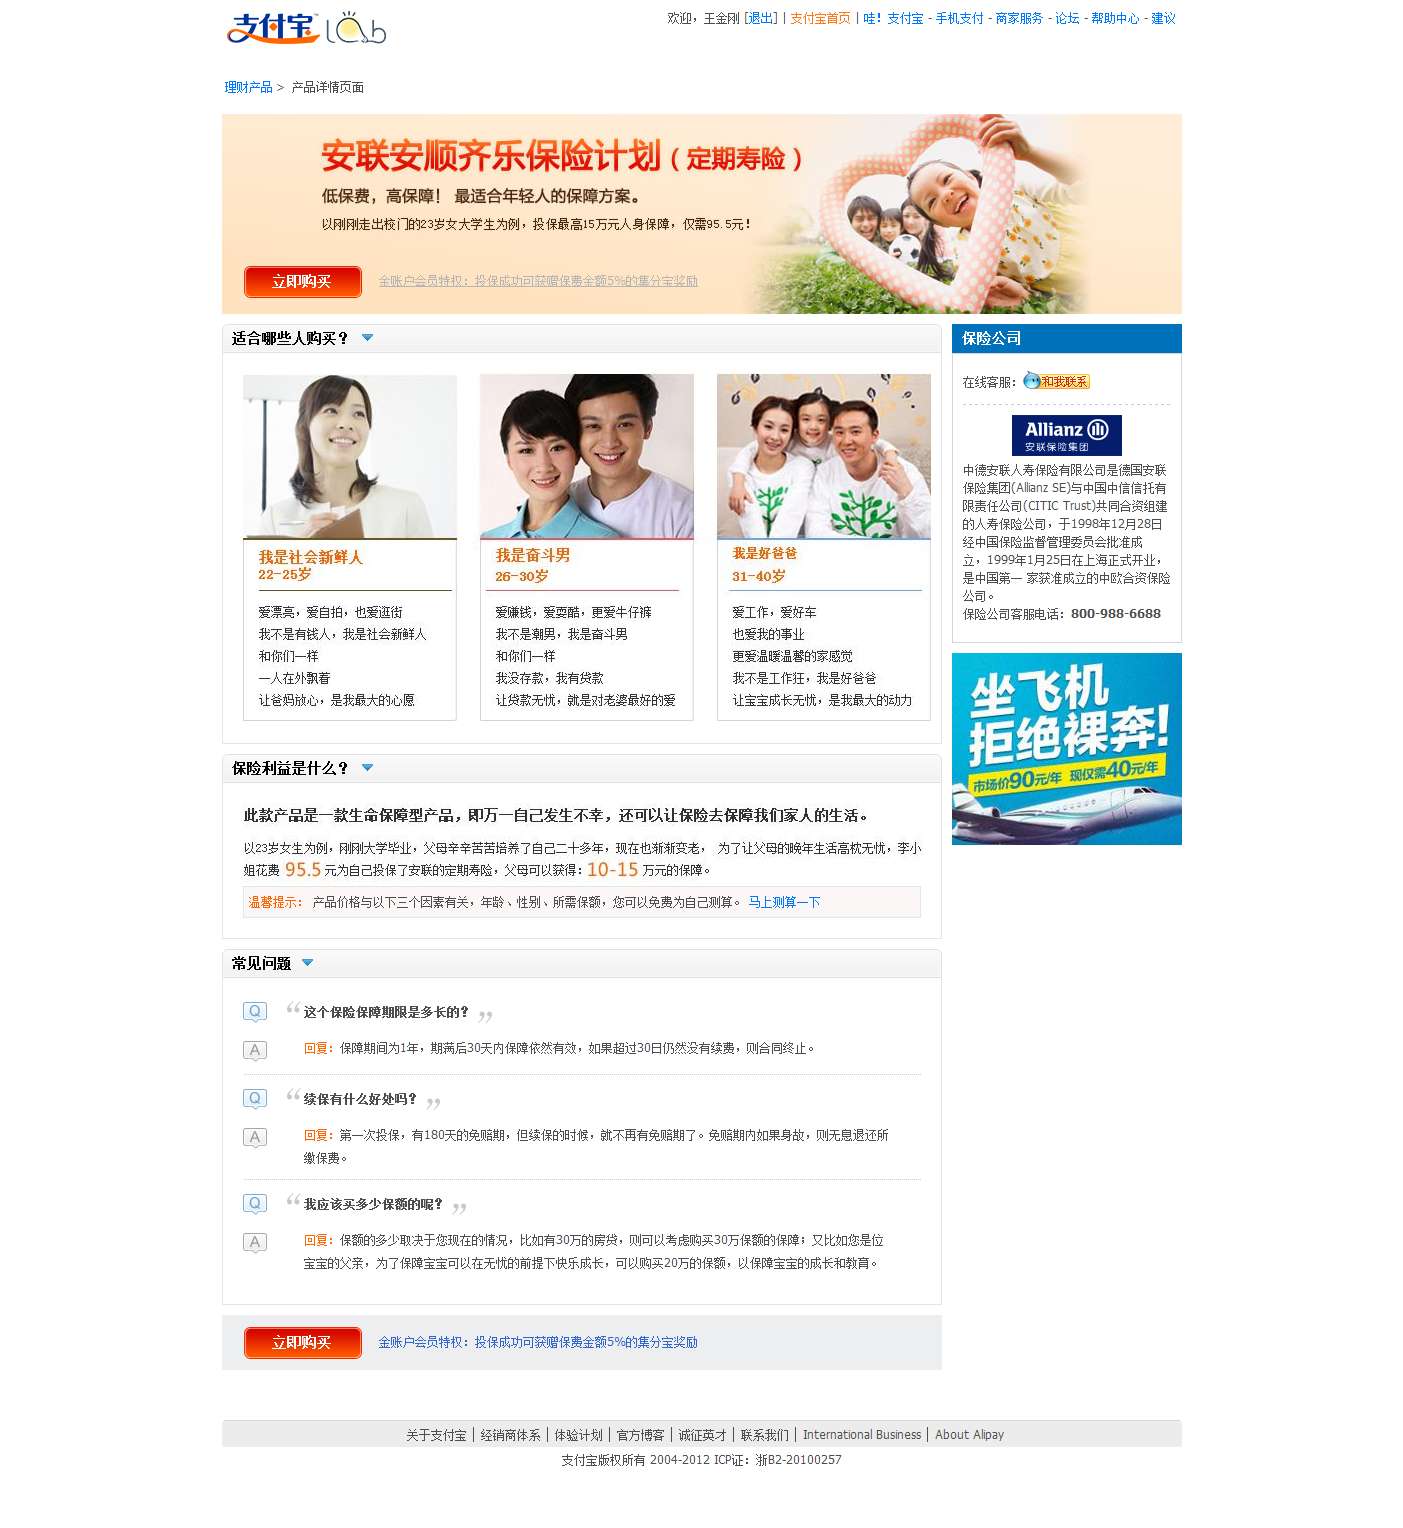 支付宝 lab
欢迎，王金刚 [退出] | 支付宝首页 | 哇！支付宝 - 手机支付 - 商家服务 - 论坛 - 帮助中心 - 建议
理财产品 > 产品详情页面
安联安顺齐乐保险计划（定期寿险）
低保费，高保障！ 最适合年轻人的保障方案。
以刚刚走出校门的23岁女大学生为例，投保最高15万元人身保障，仅需95.5元！
立即购买
金账户会员特权：投保成功可获赠保费金额5%的集分宝奖励
适合哪些人购买？
我是社会新鲜人
22-25岁
爱漂亮，爱自拍，也爱逛街
我不是有钱人，我是社会新鲜人
和你们一样
一人在外飘着
让爸妈放心，是我最大的心愿
我是奋斗男
26-30岁
爱赚钱，爱耍酷，更爱牛仔裤
我不是潮男，我是奋斗男
和你们一样
我没存款，我有贷款
让贷款无忧，就是对老婆最好的爱
我是好爸爸
31-40岁
爱工作，爱好车
也爱我的事业
更爱温暖温馨的家感觉
我不是工作狂，我是好爸爸
让宝宝成长无忧，是我最大的动力
保险公司
在线客服：和我联系
Allianz
安联保险集团
中德安联人寿保险有限公司是德国安联
保险集团(Allianz SE)与中国中信信托有
限责任公司(CITIC Trust)共同合资组建
的人寿保险公司，于1998年12月28日
经中国保险监督管理委员会批准成
立，1999年1月25日在上海正式开业，
是中国第一 家获准成立的中欧合资保险
公司。
保险公司客服电话：800-988-6688
坐飞机
拒绝裸奔!
市场价90元/年 现仅需40元/年
保险利益是什么？
此款产品是一款生命保障型产品，即万一自己发生不幸，还可以让保险去保障我们家人的生活。
以23岁女生为例，刚刚大学毕业，父母辛辛苦苦培养了自己二十多年，现在也渐渐变老， 为了让父母的晚年生活高枕无忧，李小
姐花费 95.5 元为自己投保了安联的定期寿险，父母可以获得：10-15 万元的保障。
温馨提示： 产品价格与以下三个因素有关，年龄、性别、所需保额，您可以免费为自己测算。 马上测算一下
常见问题
Q “ 这个保险保障期限是多长的？ ”
A 回复：保障期间为1年，期满后30天内保障依然有效，如果超过30日仍然没有续费，则合同终止。
Q “ 续保有什么好处吗？ ”
A 回复：第一次投保，有180天的免赔期，但续保的时候，就不再有免赔期了。免赔期内如果身故，则无息退还所
缴保费。
Q “ 我应该买多少保额的呢？ ”
A 回复：保额的多少取决于您现在的情况，比如有30万的房贷，则可以考虑购买30万保额的保障；又比如您是位
宝宝的父亲，为了保障宝宝可以在无忧的前提下快乐成长，可以购买20万的保额，以保障宝宝的成长和教育。
立即购买
金账户会员特权：投保成功可获赠保费金额5%的集分宝奖励
关于支付宝 | 经销商体系 | 体验计划 | 官方博客 | 诚征英才 | 联系我们 | International Business | About Alipay
支付宝版权所有 2004-2012 ICP证：浙B2-20100257